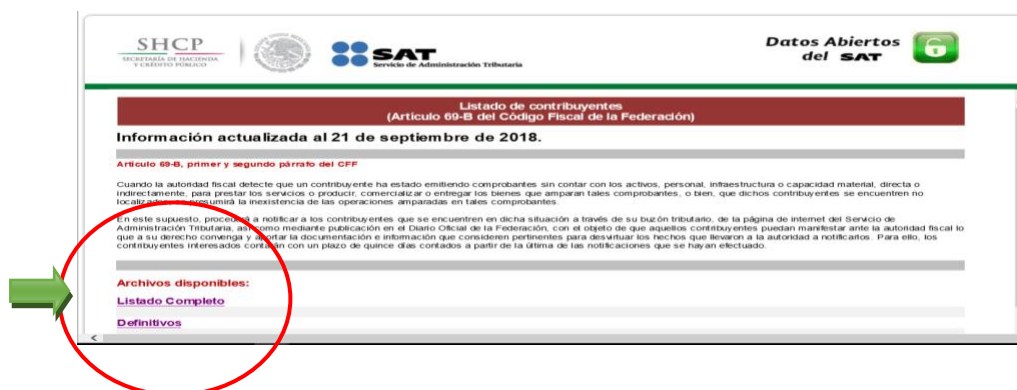 SHCP
SECRETARÍA DE HACIENDA
Y CRÉDITO PÚBLICO
SAT
Servicio de Administración Tributaria
Datos Abiertos
del SAT
Listado de contribuyentes
(Artículo 69-B del Código Fiscal de la Federación)
Información actualizada al 21 de septiembre de 2018.
Artículo 69-B, primer y segundo párrafo del CFF
Cuando la autoridad fiscal detecte que un contribuyente ha estado emitiendo comprobantes sin contar con los activos, personal, infraestructura o capacidad material, directa o
indirectamente, para prestar los servicios o producir, comercializar o entregar los bienes que amparan tales comprobantes, o bien, que dichos contribuyentes se encuentren no
localizados, se presumirá la inexistencia de las operaciones amparadas en tales comprobantes.
En este supuesto, procederá a notificar a los contribuyentes que se encuentren en dicha situación a través de su buzón tributario, de la página de internet del Servicio de
Administración Tributaria, así como mediante publicación en el Diario Oficial de la Federación, con el objeto de que aquellos contribuyentes puedan manifestar ante la autoridad fiscal lo
que a su derecho convenga y aportar la documentación e información que consideren pertinentes para desvirtuar los hechos que llevaron a la autoridad a notificarlos. Para ello, los
contribuyentes interesados contarán con un plazo de quince días contados a partir de la última de las notificaciones que se hayan efectuado.
Archivos disponibles:
Listado Completo
Definitivos